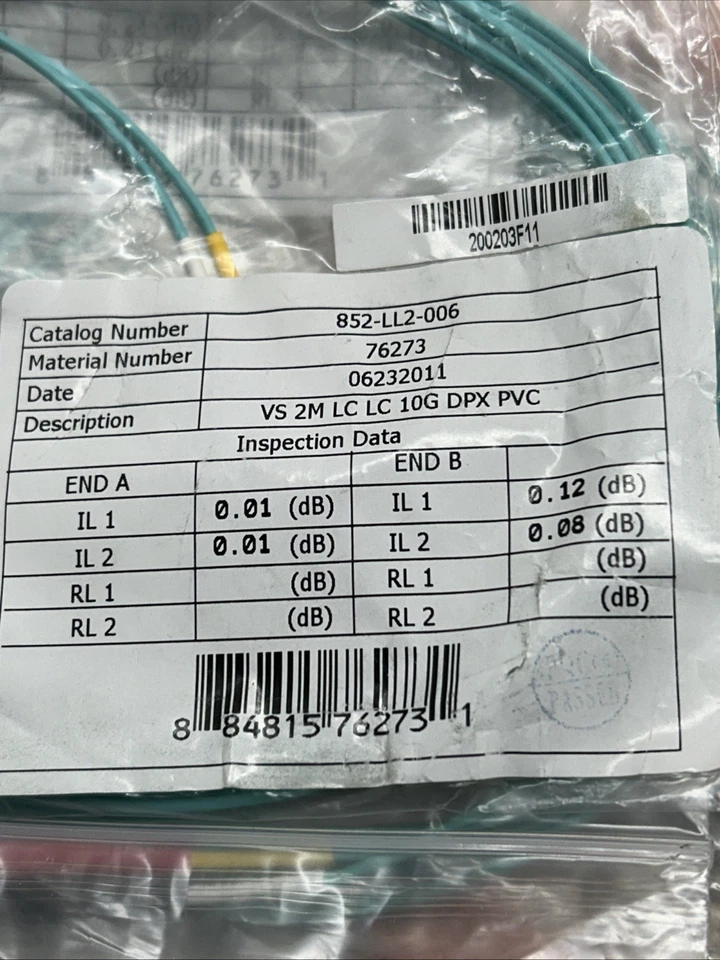 200203F11
Catalog Number 852-LL2-006
Material Number 76273
Date 06232011
Description VS 2M LC LC 10G DPX PVC
Inspection Data
END A END B
IL 1 0.01 (dB) IL 1 0.12 (dB)
IL 2 0.01 (dB) IL 2 0.08 (dB)
RL 1 (dB) RL 1 (dB)
RL 2 (dB) RL 2 (dB)
8 84815 76273 1
PASSED